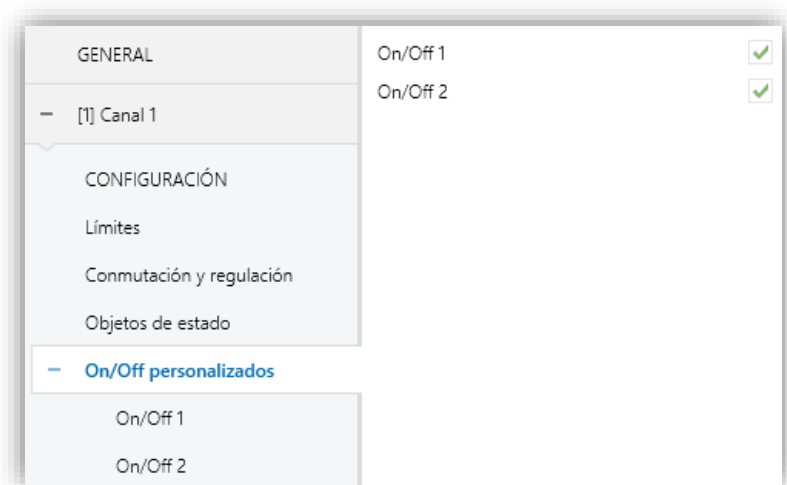 GENERAL
[1] Canal 1
CONFIGURACIÓN
Límites
Conmutación y regulación
Objetos de estado
On/Off personalizados
On/Off 1
On/Off 2
On/Off 1
On/Off 2